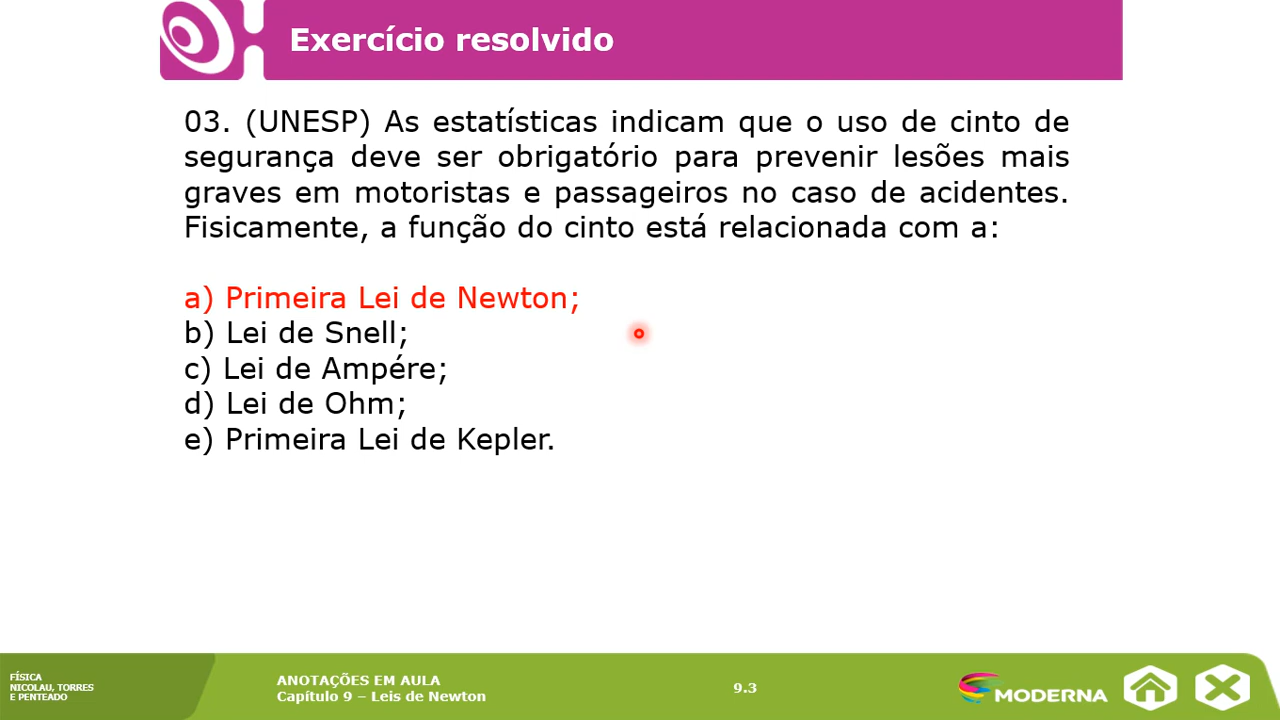 Exercício resolvido
03. (UNESP) As estatísticas indicam que o uso de cinto de
segurança deve ser obrigatório para prevenir lesões mais
graves em motoristas e passageiros no caso de acidentes.
Fisicamente, a função do cinto está relacionada com a:
a) Primeira Lei de Newton;
b) Lei de Snell;
c) Lei de Ampére;
d) Lei de Ohm;
e) Primeira Lei de Kepler.
FÍSICA
NICOLAU, TORRES
E PENTEADO
ANOTAÇÕES EM AULA
Capítulo 9 – Leis de Newton
9.3
MODERNA